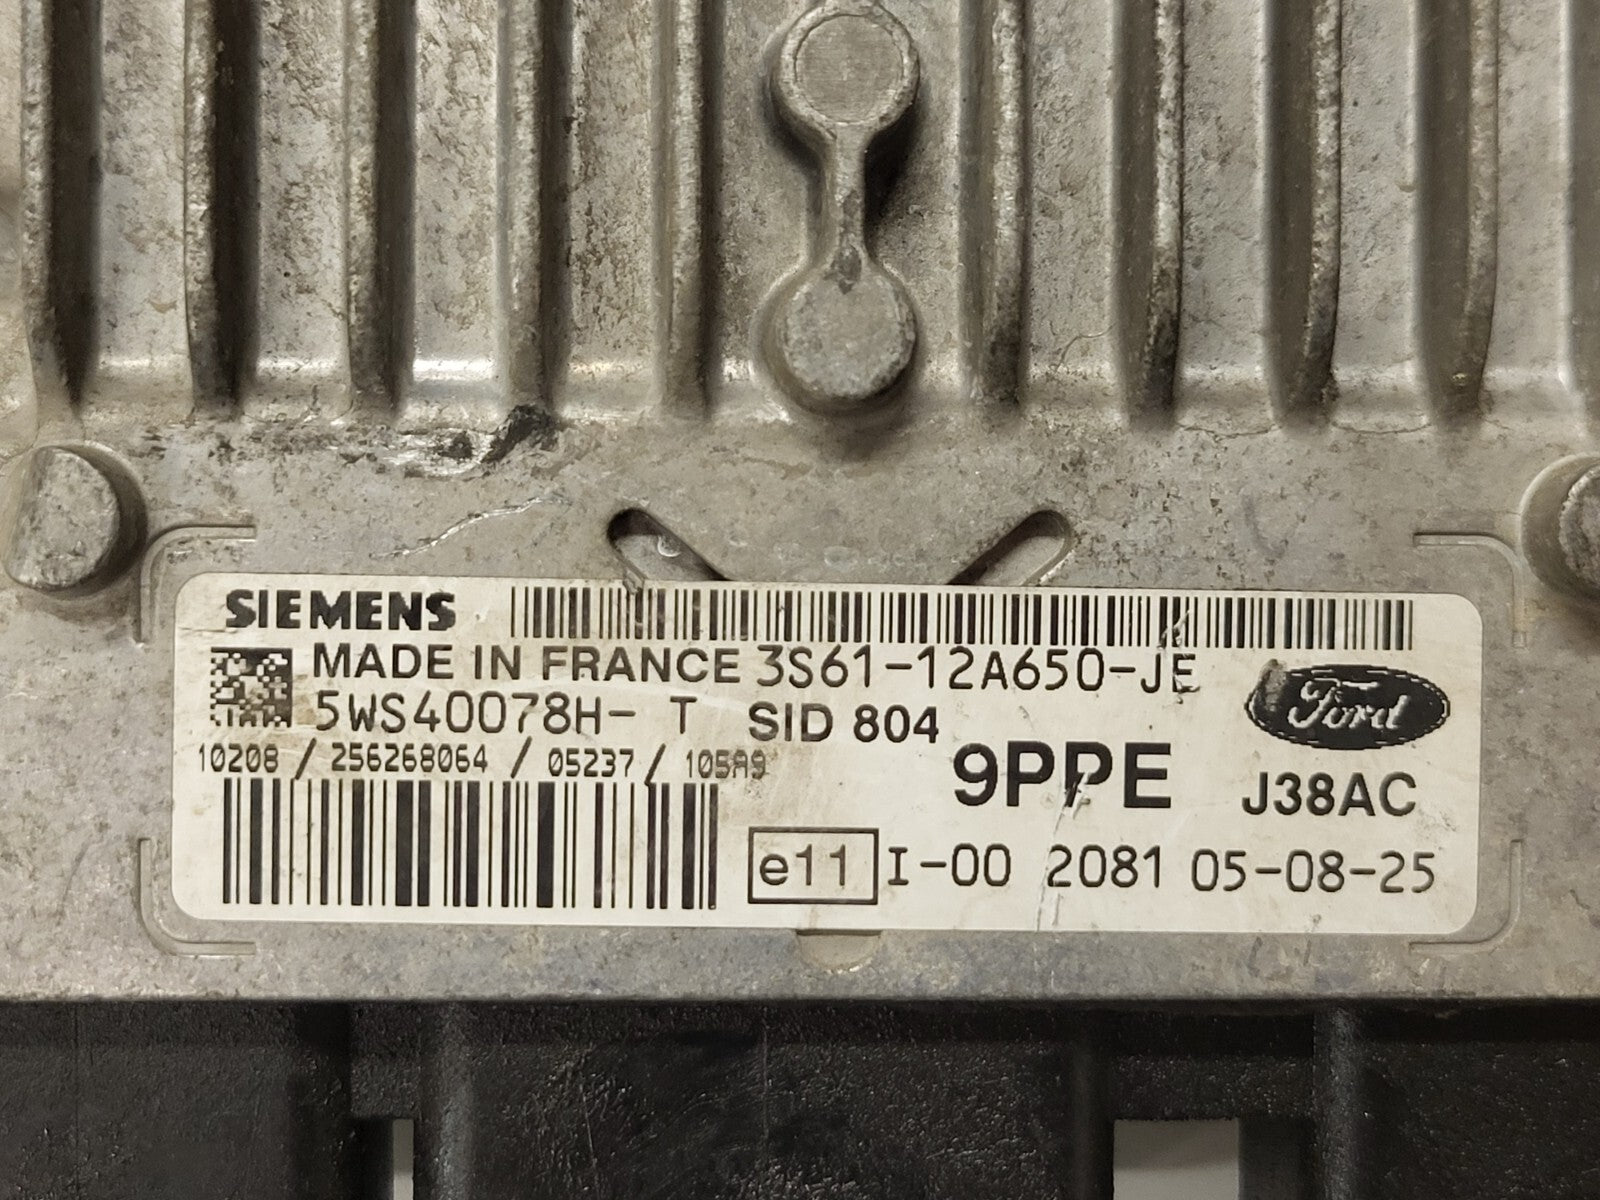 SIEMENS
MADE IN FRANCE 3S61-12A650-JE
5WS40078H- T SID 804
Ford
10208 / 256268064 / 05237 / 105A9
9PPE J38AC
e11 I-00 2081 05-08-25